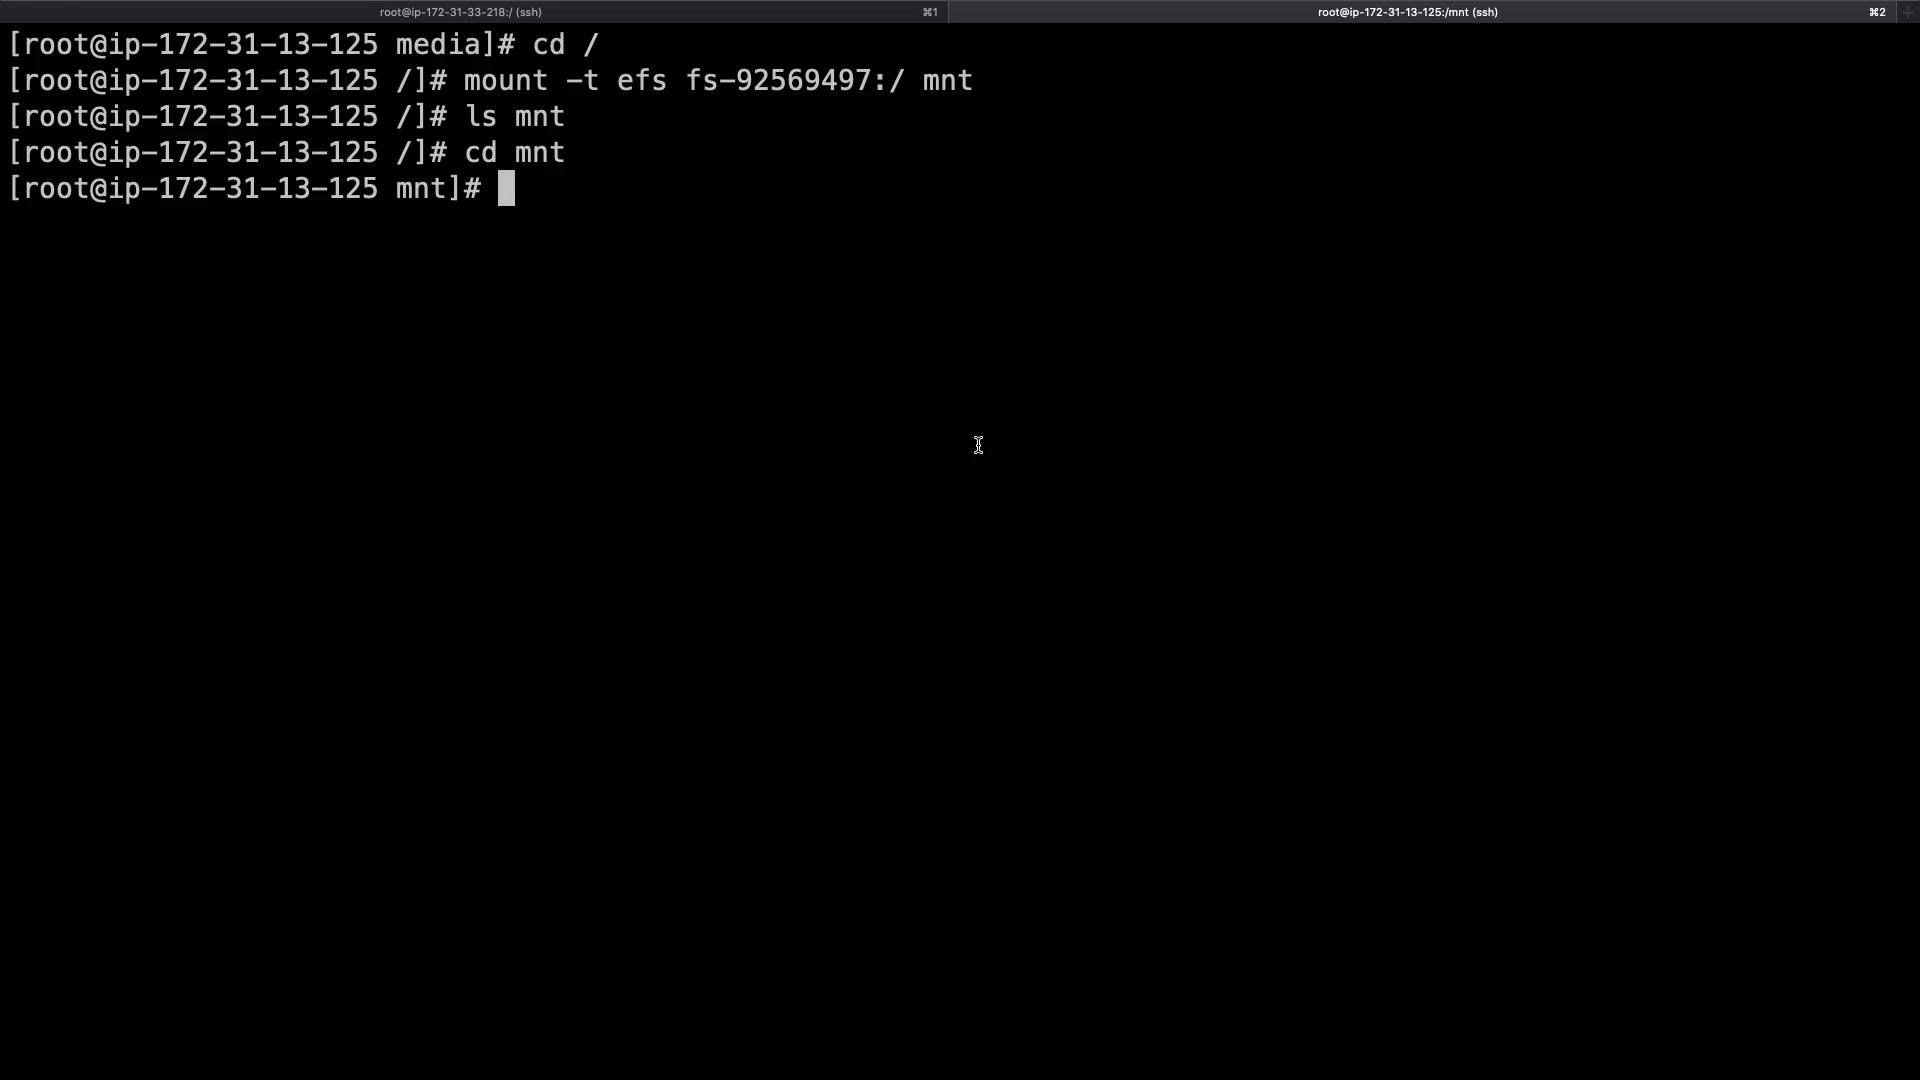 root@ip-172-31-33-218:/ (ssh) ⌘1 root@ip-172-31-13-125:/mnt (ssh) ⌘2 +
[root@ip-172-31-13-125 media]# cd /
[root@ip-172-31-13-125 /]# mount -t efs fs-92569497:/ mnt
[root@ip-172-31-13-125 /]# ls mnt
[root@ip-172-31-13-125 /]# cd mnt
[root@ip-172-31-13-125 mnt]#